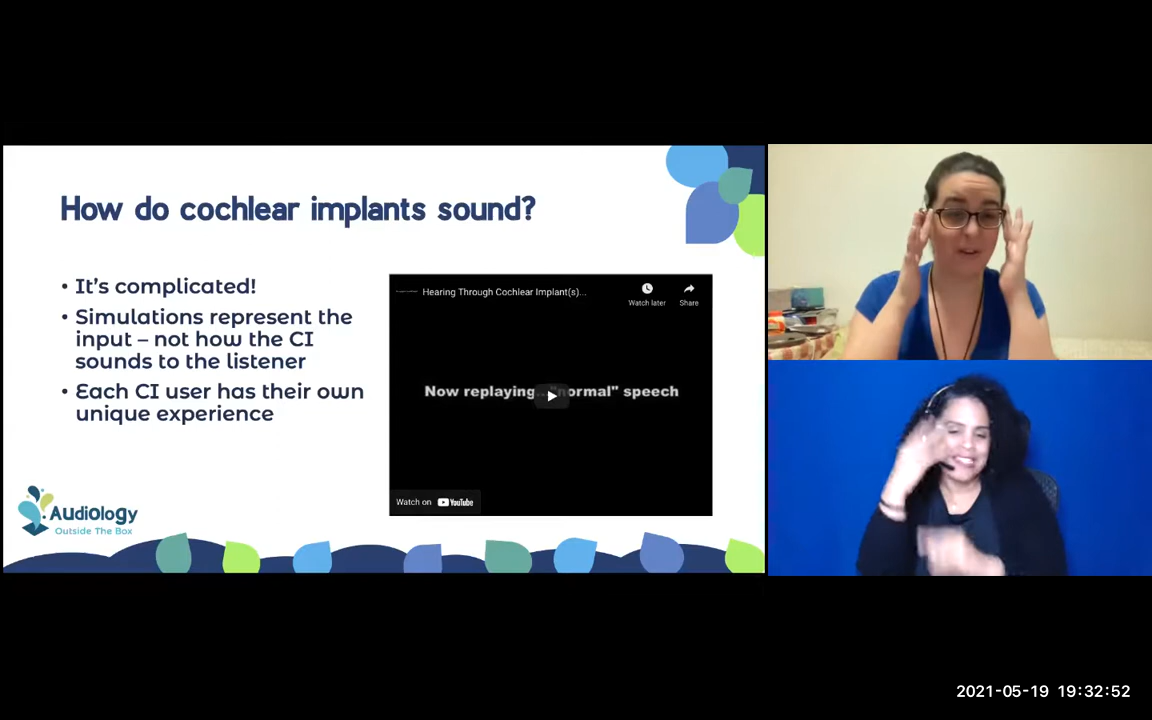 How do cochlear implants sound?
• It's complicated!
• Simulations represent the
input – not how the CI
sounds to the listener
• Each CI user has their own
unique experience
Hearing Through Cochlear Implant(s)...
Watch later
Share
Now replaying..."normal" speech
Watch on YouTube
Audiology
Outside The Box
2021-05-19 19:32:52